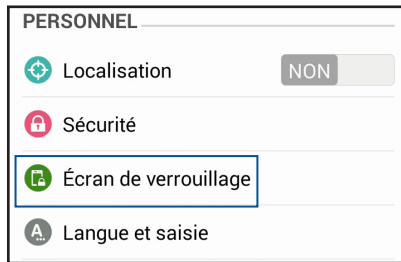 PERSONNEL
Localisation NON
Sécurité
Écran de verrouillage
Langue et saisie